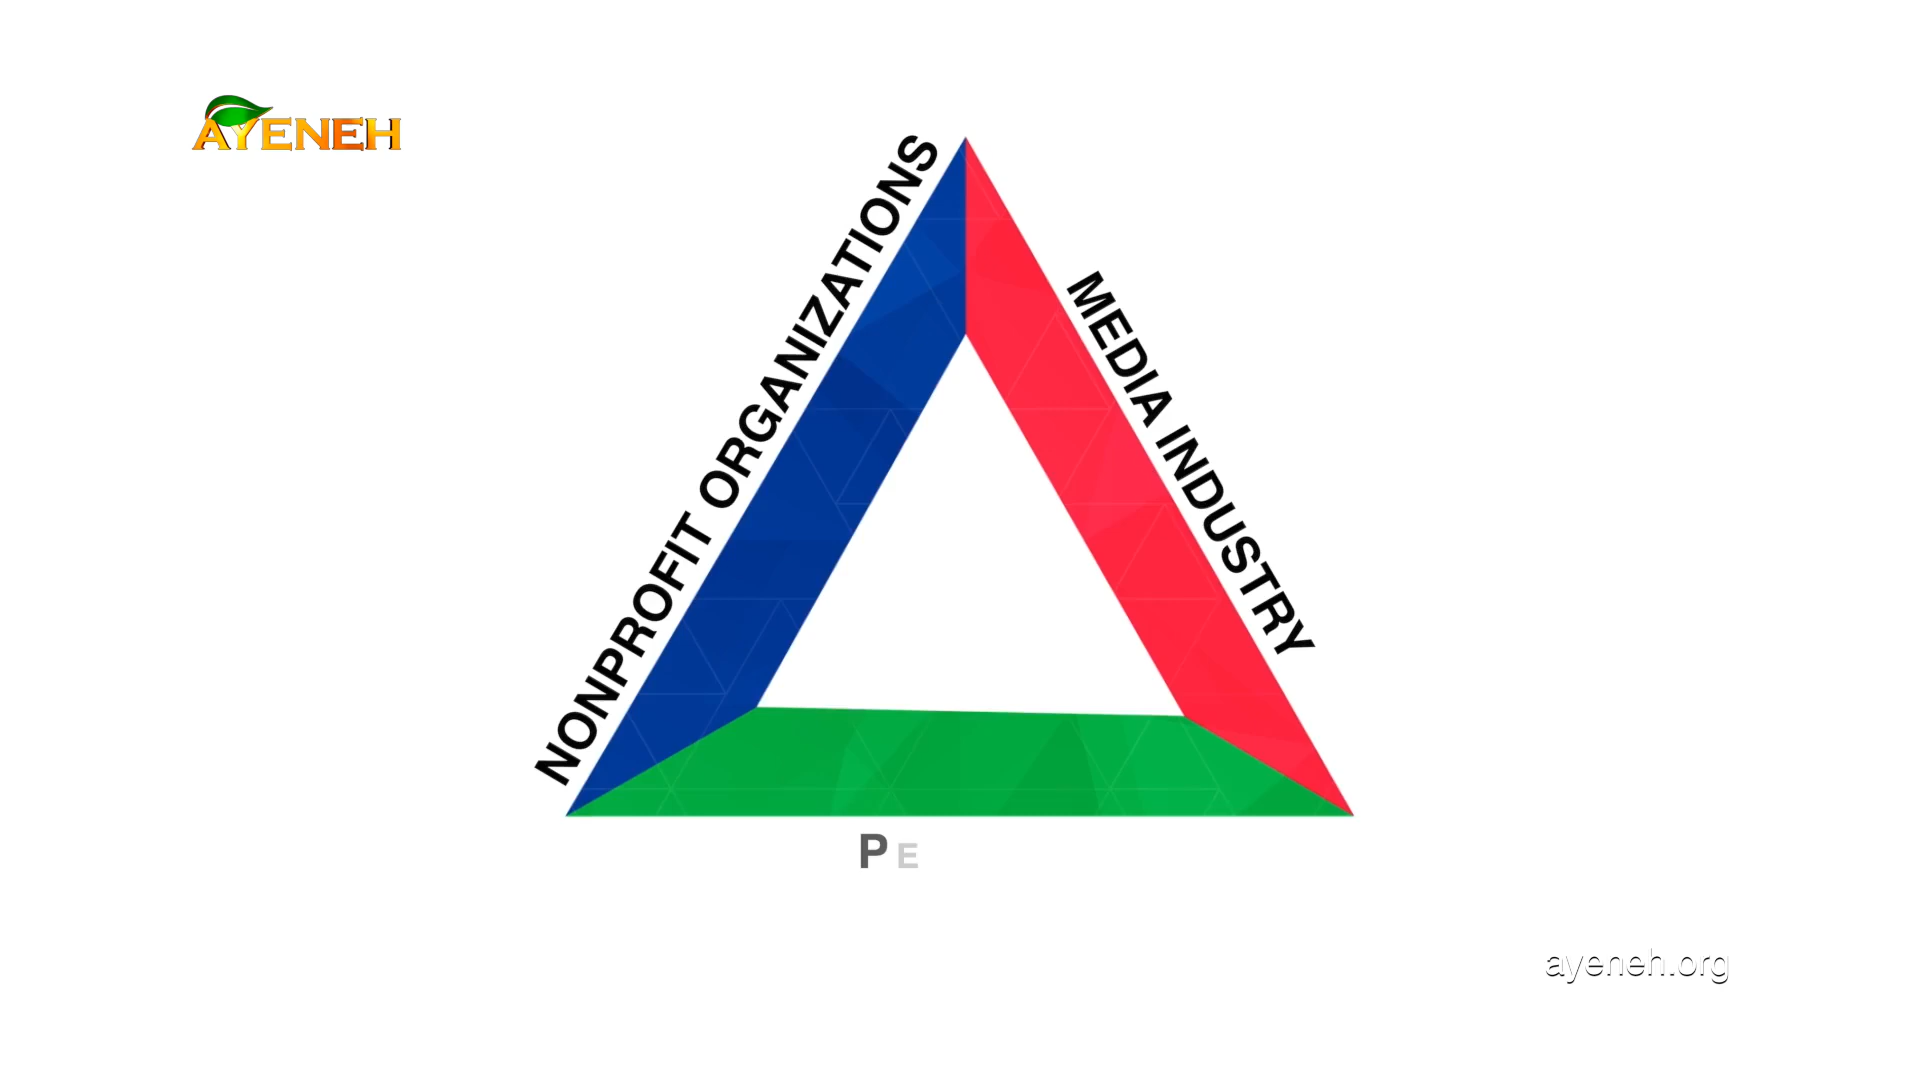 AYENEH
NONPROFIT ORGANIZATIONS
MEDIA INDUSTRY
PE
ayeneh.org